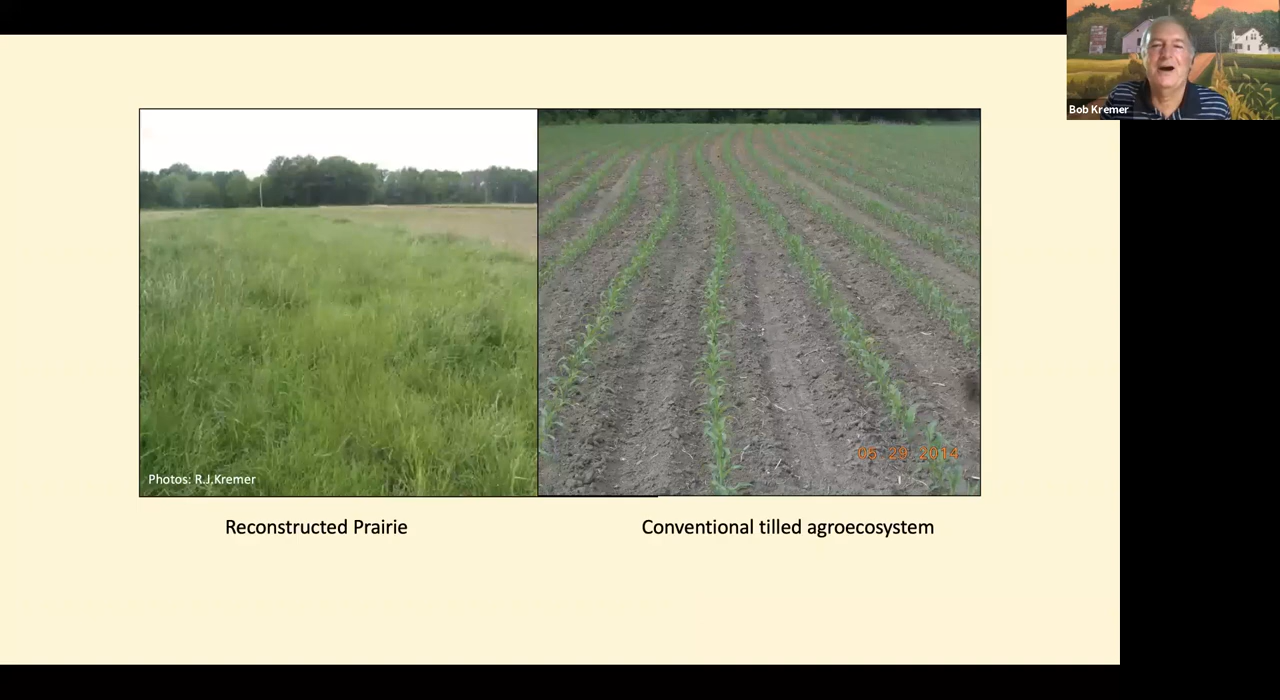 Bob Kremer
05 29 2014
Photos: R.J.Kremer
Reconstructed Prairie
Conventional tilled agroecosystem